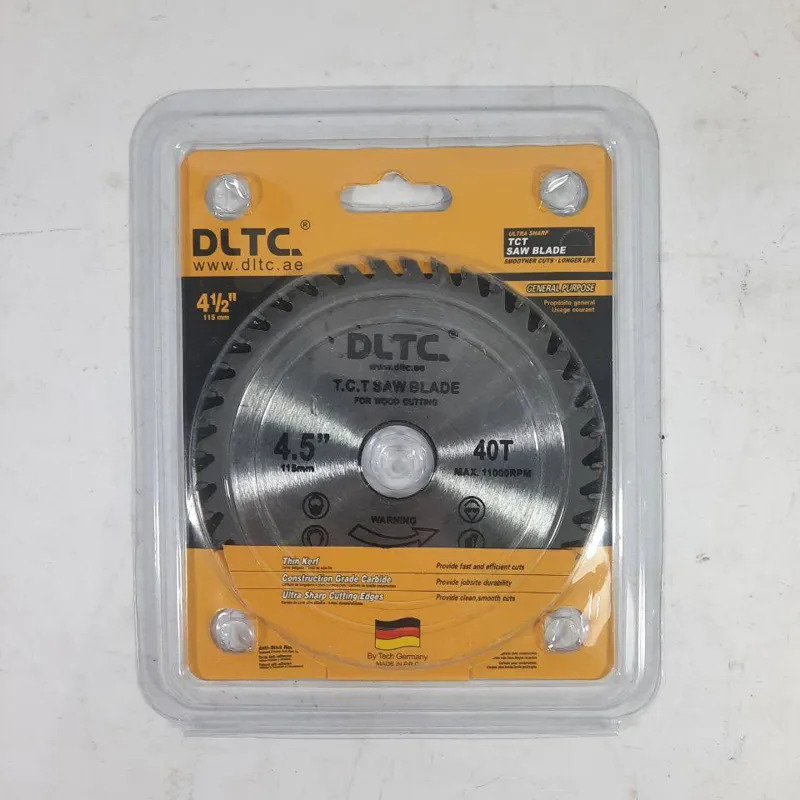 DLTC.®
www.dltc.ae
ULTRA SHARP
TCT
SAW BLADE
SMOOTHER CUTS · LONGER LIFE
4½"
115 mm
GENERAL PURPOSE
Propósito general
Usage courant
DLTC.®
www.dltc.ae
T.C.T SAW BLADE
FOR WOOD CUTTING
4.5"
115mm
40T
MAX. 11000RPM
WARNING
Thin Kerf
Provide fast and efficient cuts
Construction Grade Carbide
Provide jobsite durability
Ultra Sharp Cutting Edges
Provide clean,smooth cuts
By Tech Germany
MADE IN P.R.C